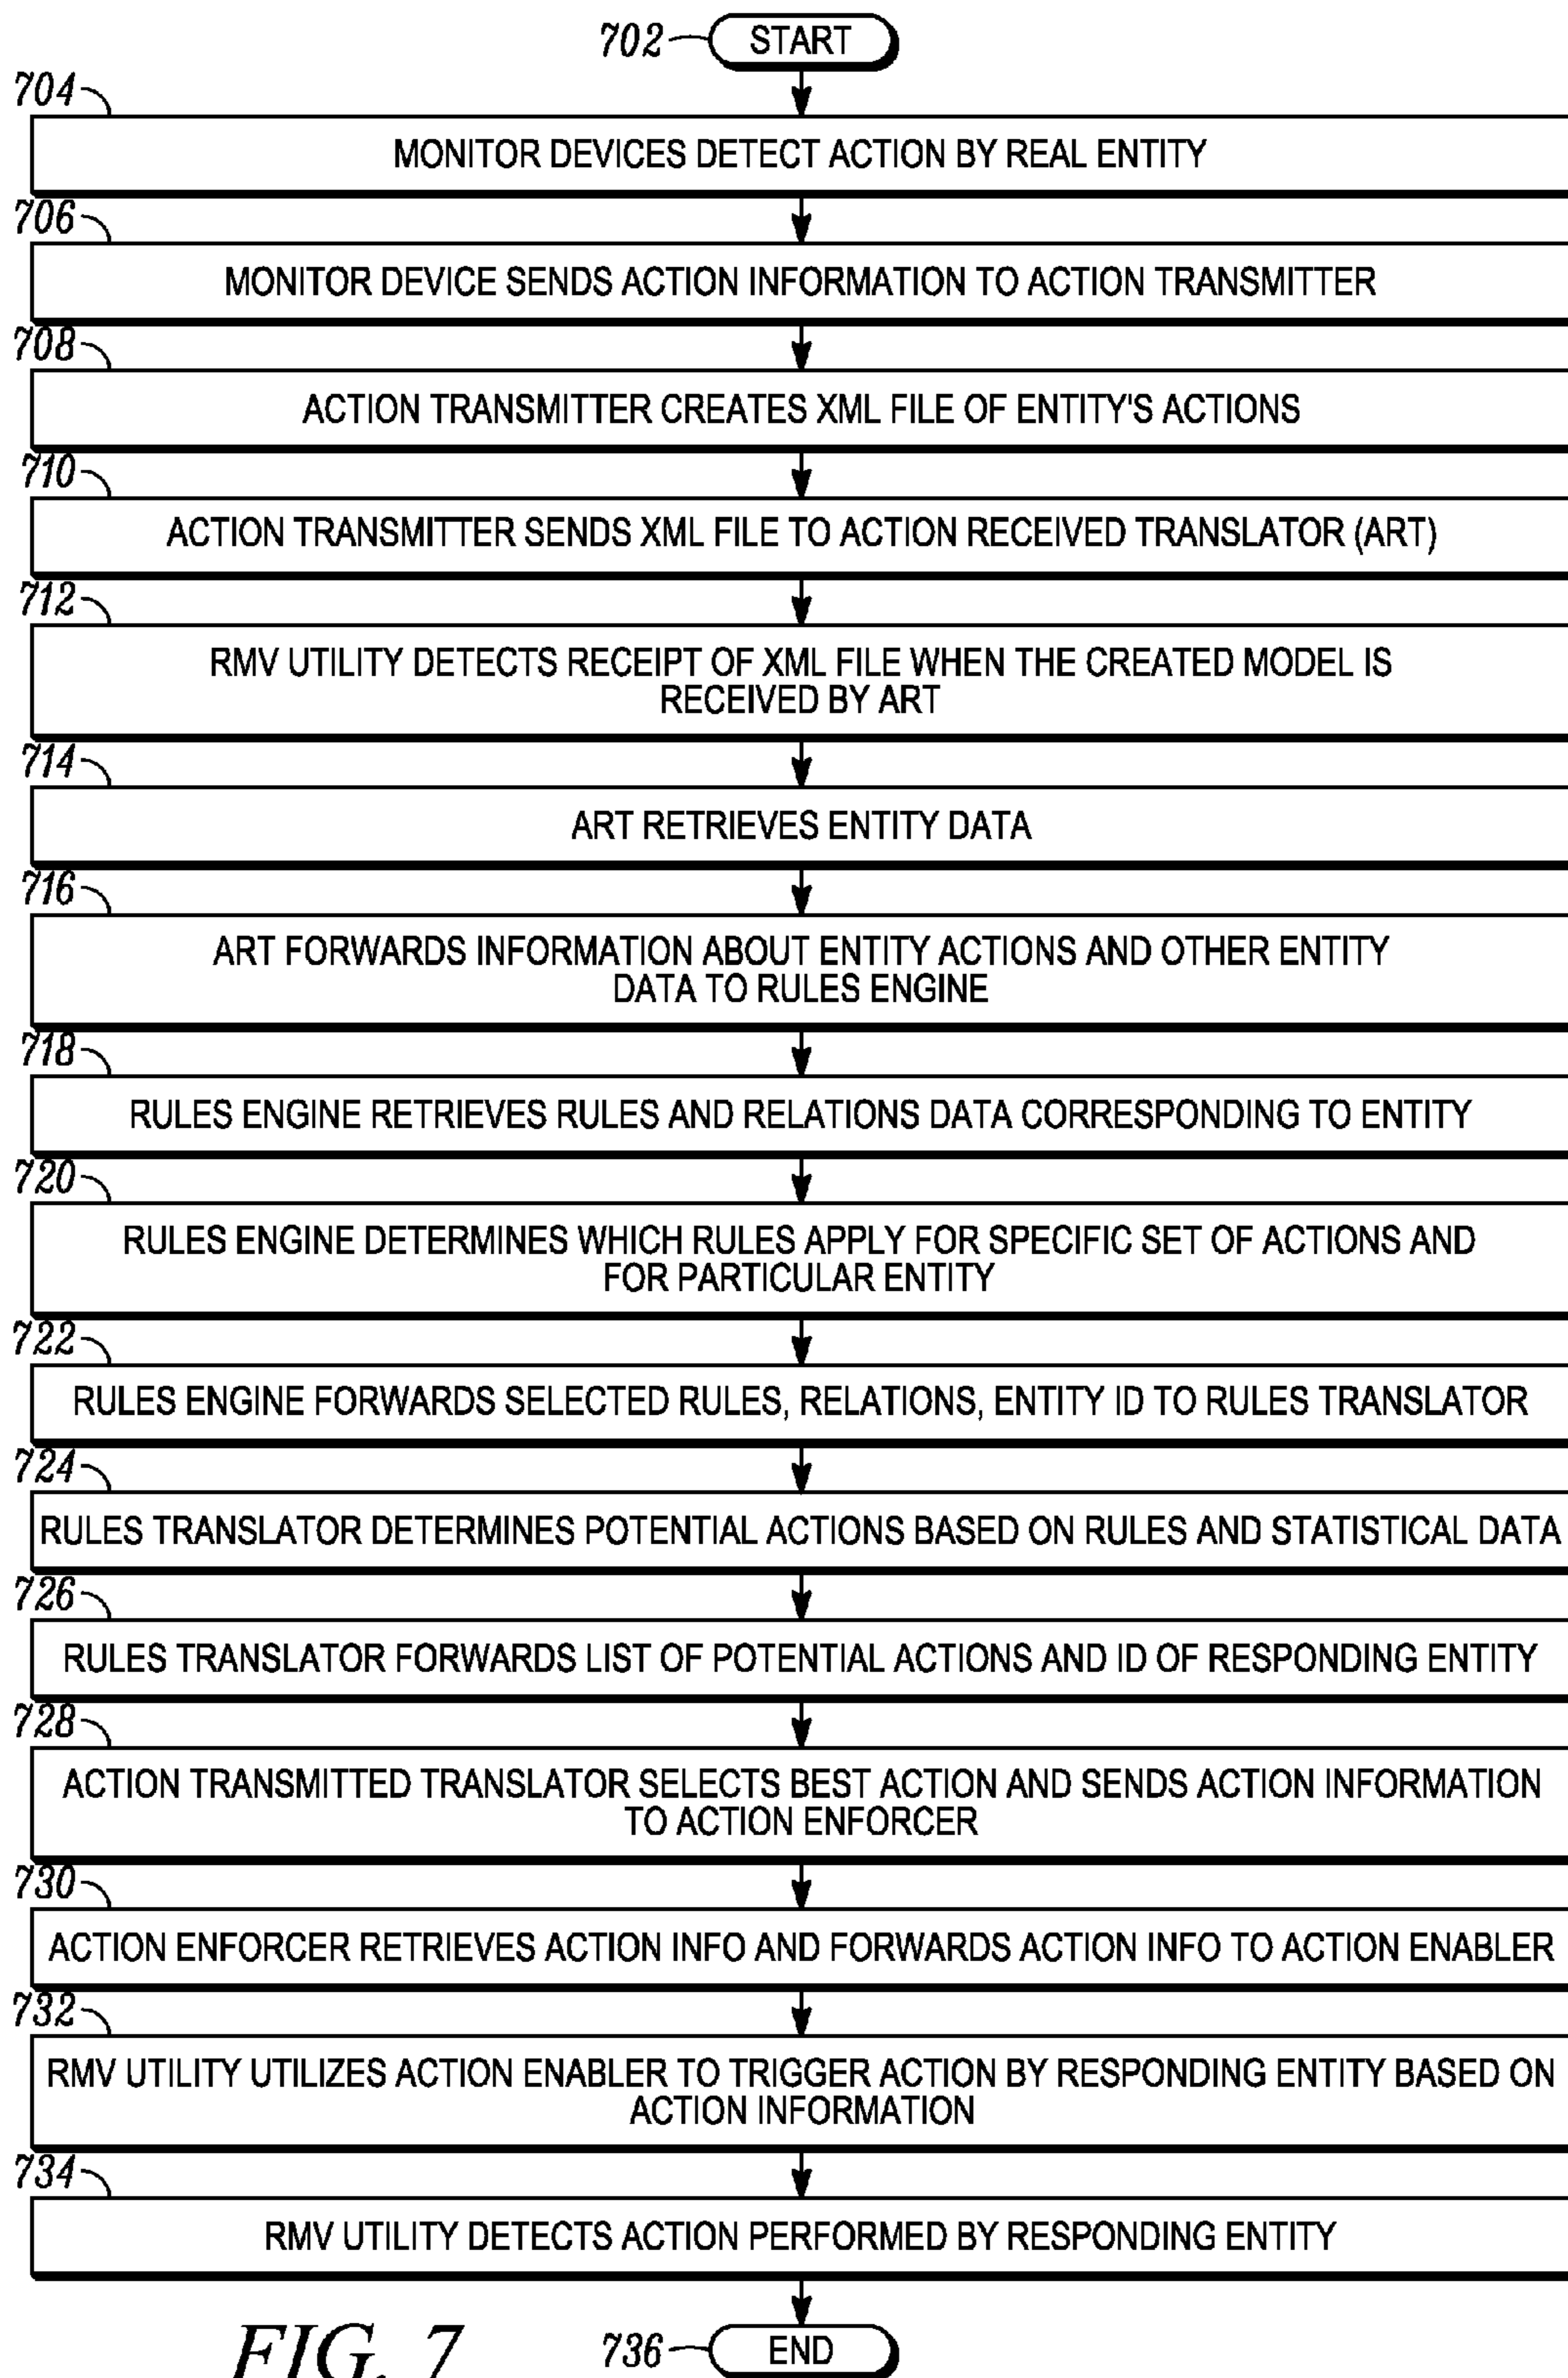 702 START
704
MONITOR DEVICES DETECT ACTION BY REAL ENTITY
706
MONITOR DEVICE SENDS ACTION INFORMATION TO ACTION TRANSMITTER
708
ACTION TRANSMITTER CREATES XML FILE OF ENTITY'S ACTIONS
710
ACTION TRANSMITTER SENDS XML FILE TO ACTION RECEIVED TRANSLATOR (ART)
712
RMV UTILITY DETECTS RECEIPT OF XML FILE WHEN THE CREATED MODEL IS
RECEIVED BY ART
714
ART RETRIEVES ENTITY DATA
716
ART FORWARDS INFORMATION ABOUT ENTITY ACTIONS AND OTHER ENTITY
DATA TO RULES ENGINE
718
RULES ENGINE RETRIEVES RULES AND RELATIONS DATA CORRESPONDING TO ENTITY
720
RULES ENGINE DETERMINES WHICH RULES APPLY FOR SPECIFIC SET OF ACTIONS AND
FOR PARTICULAR ENTITY
722
RULES ENGINE FORWARDS SELECTED RULES, RELATIONS, ENTITY ID TO RULES TRANSLATOR
724
RULES TRANSLATOR DETERMINES POTENTIAL ACTIONS BASED ON RULES AND STATISTICAL DATA
726
RULES TRANSLATOR FORWARDS LIST OF POTENTIAL ACTIONS AND ID OF RESPONDING ENTITY
728
ACTION TRANSMITTED TRANSLATOR SELECTS BEST ACTION AND SENDS ACTION INFORMATION
TO ACTION ENFORCER
730
ACTION ENFORCER RETRIEVES ACTION INFO AND FORWARDS ACTION INFO TO ACTION ENABLER
732
RMV UTILITY UTILIZES ACTION ENABLER TO TRIGGER ACTION BY RESPONDING ENTITY BASED ON
ACTION INFORMATION
734
RMV UTILITY DETECTS ACTION PERFORMED BY RESPONDING ENTITY
FIG. 7 736 END